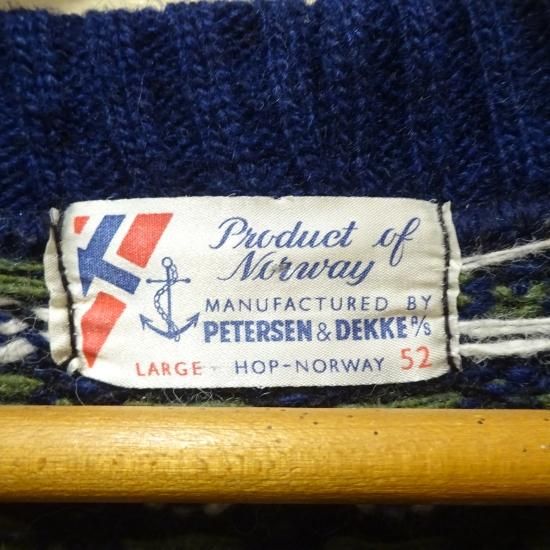 Product of
Norway
MANUFACTURED BY
PETERSEN & DEKKE A/S
LARGE HOP-NORWAY 52